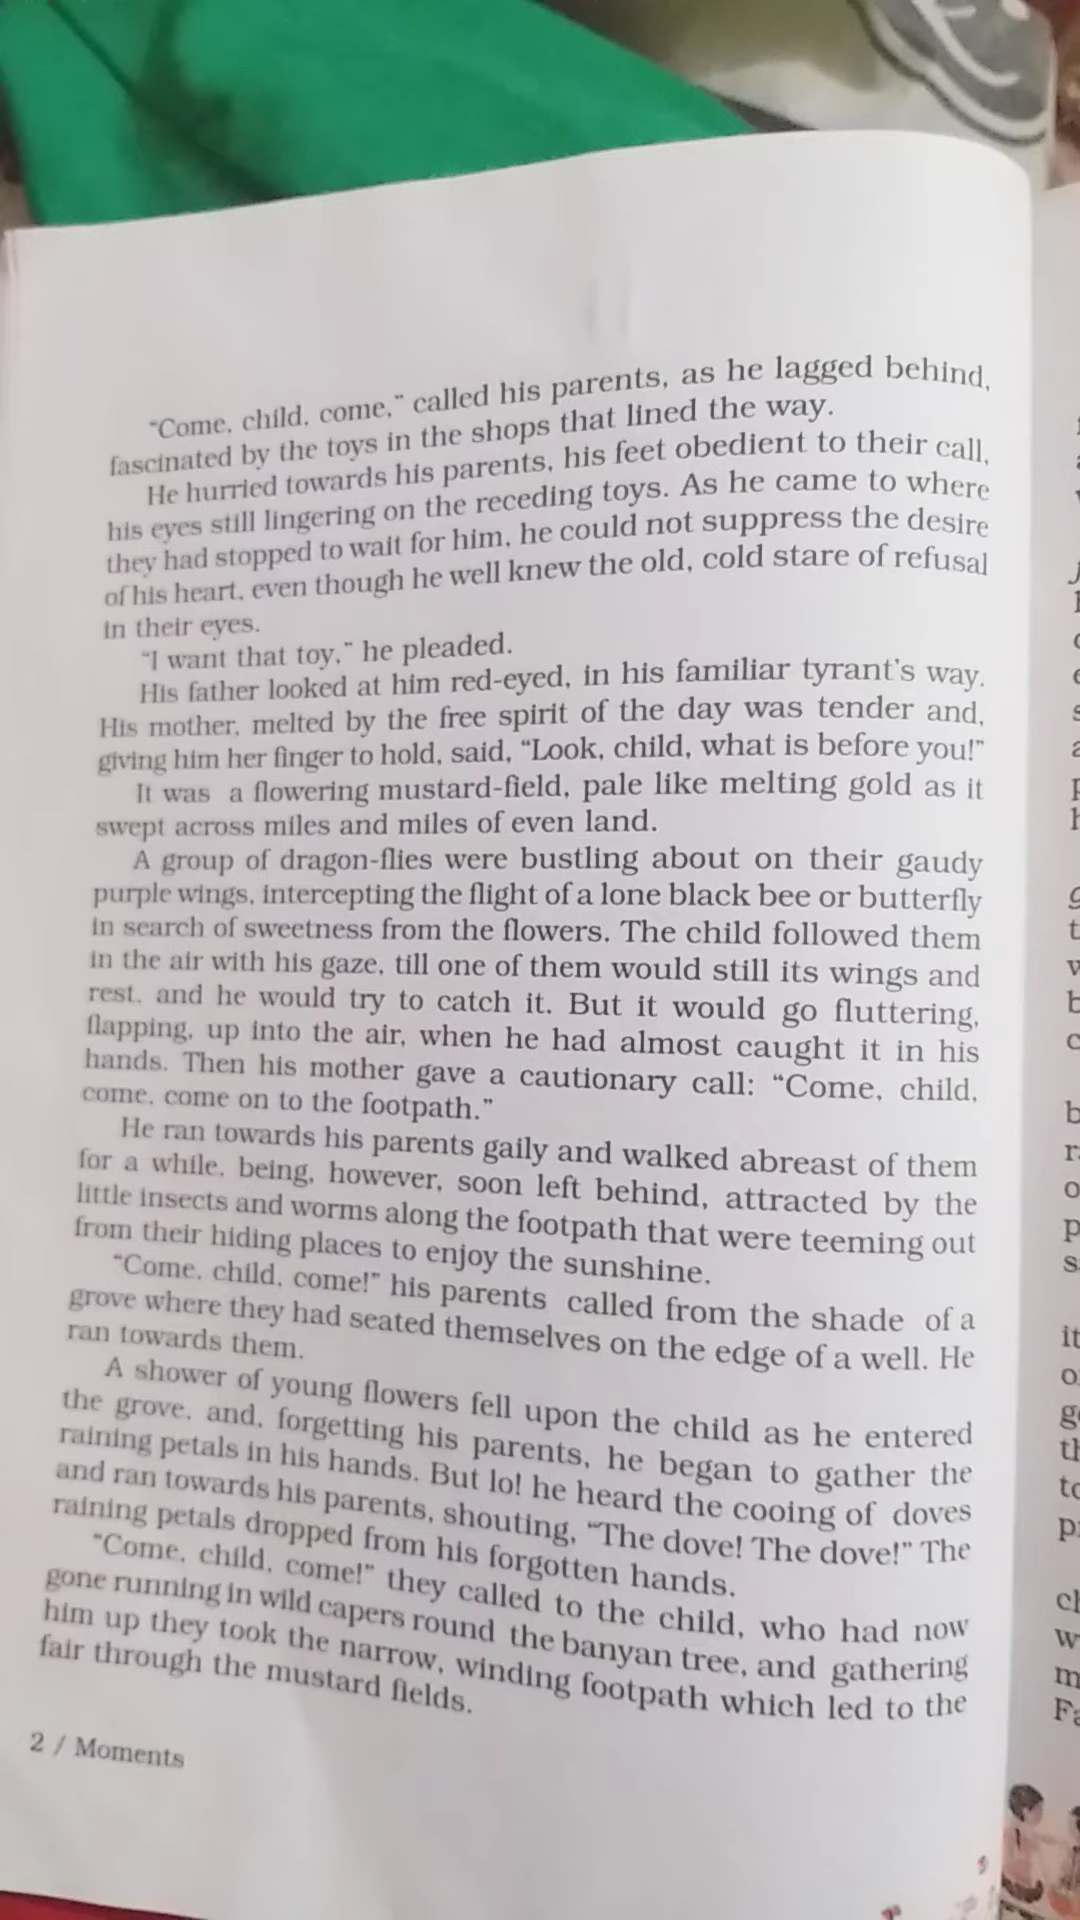 “Come, child, come,” called his parents, as he lagged behind,
fascinated by the toys in the shops that lined the way.
He hurried towards his parents, his feet obedient to their call,
his eyes still lingering on the receding toys. As he came to where
they had stopped to wait for him, he could not suppress the desire
of his heart, even though he well knew the old, cold stare of refusal
in their eyes.
“I want that toy,” he pleaded.
His father looked at him red-eyed, in his familiar tyrant’s way.
His mother, melted by the free spirit of the day was tender and,
giving him her finger to hold, said, “Look, child, what is before you!”
It was a flowering mustard-field, pale like melting gold as it
swept across miles and miles of even land.
A group of dragon-flies were bustling about on their gaudy
purple wings, intercepting the flight of a lone black bee or butterfly
in search of sweetness from the flowers. The child followed them
in the air with his gaze, till one of them would still its wings and
rest, and he would try to catch it. But it would go fluttering,
flapping, up into the air, when he had almost caught it in his
hands. Then his mother gave a cautionary call: “Come, child,
come, come on to the footpath.”
He ran towards his parents gaily and walked abreast of them
for a while, being, however, soon left behind, attracted by the
little insects and worms along the footpath that were teeming out
from their hiding places to enjoy the sunshine.
“Come, child, come!” his parents called from the shade of a
grove where they had seated themselves on the edge of a well. He
ran towards them.
A shower of young flowers fell upon the child as he entered
the grove, and, forgetting his parents, he began to gather the
raining petals in his hands. But lo! he heard the cooing of doves
and ran towards his parents, shouting, “The dove! The dove!” The
raining petals dropped from his forgotten hands.
“Come, child, come!” they called to the child, who had now
gone running in wild capers round the banyan tree, and gathering
him up they took the narrow, winding footpath which led to the
fair through the mustard fields.
2 / Moments